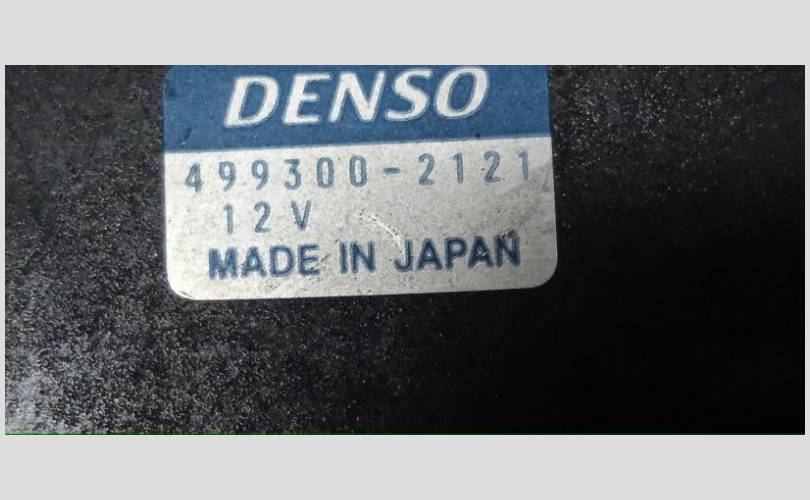 DENSO
499300-2121
12V
MADE IN JAPAN